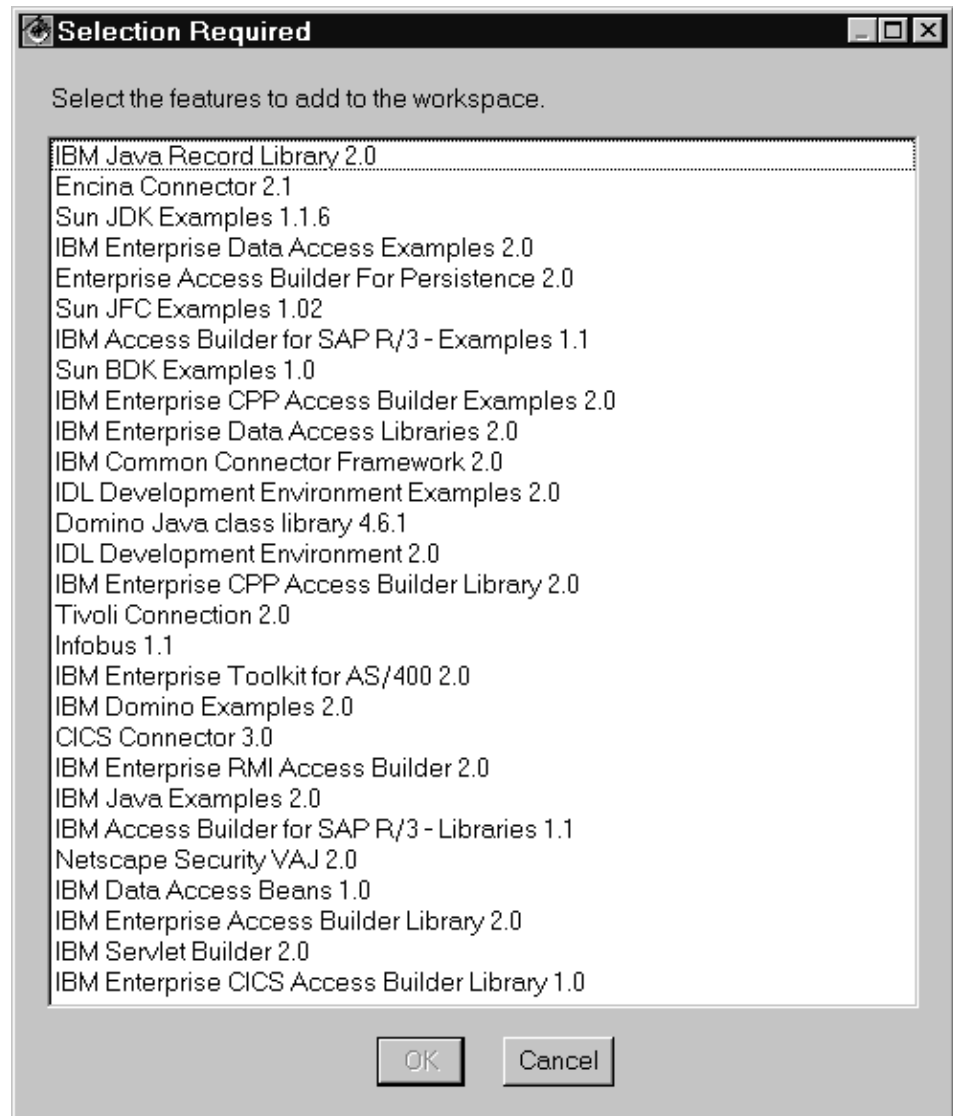 Selection Required
Select the features to add to the workspace.
IBM Java Record Library 2.0
Encina Connector 2.1
Sun JDK Examples 1.1.6
IBM Enterprise Data Access Examples 2.0
Enterprise Access Builder For Persistence 2.0
Sun JFC Examples 1.02
IBM Access Builder for SAP R/3 - Examples 1.1
Sun BDK Examples 1.0
IBM Enterprise CPP Access Builder Examples 2.0
IBM Enterprise Data Access Libraries 2.0
IBM Common Connector Framework 2.0
IDL Development Environment Examples 2.0
Domino Java class library 4.6.1
IDL Development Environment 2.0
IBM Enterprise CPP Access Builder Library 2.0
Tivoli Connection 2.0
Infobus 1.1
IBM Enterprise Toolkit for AS/400 2.0
IBM Domino Examples 2.0
CICS Connector 3.0
IBM Enterprise RMI Access Builder 2.0
IBM Java Examples 2.0
IBM Access Builder for SAP R/3 - Libraries 1.1
Netscape Security VAJ 2.0
IBM Data Access Beans 1.0
IBM Enterprise Access Builder Library 2.0
IBM Servlet Builder 2.0
IBM Enterprise CICS Access Builder Library 1.0
OK Cancel